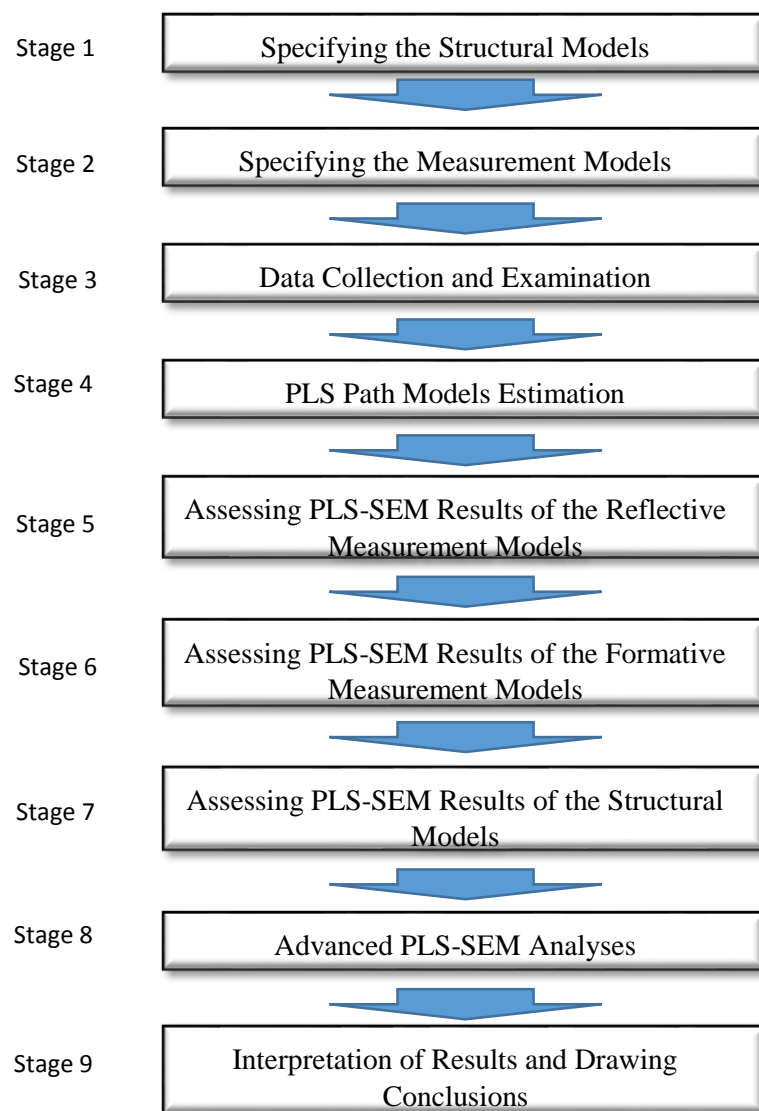 Stage 1
Specifying the Structural Models
Stage 2
Specifying the Measurement Models
Stage 3
Data Collection and Examination
Stage 4
PLS Path Models Estimation
Stage 5
Assessing PLS-SEM Results of the Reflective
Measurement Models
Stage 6
Assessing PLS-SEM Results of the Formative
Measurement Models
Stage 7
Assessing PLS-SEM Results of the Structural
Models
Stage 8
Advanced PLS-SEM Analyses
Stage 9
Interpretation of Results and Drawing
Conclusions